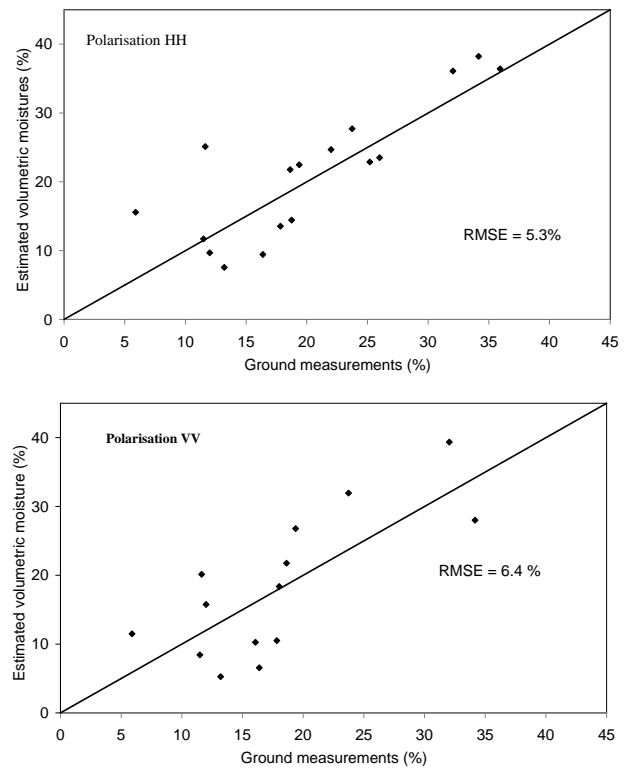 Polarisation HH
Estimated volumetric moistures (%)
40
30
20
10
0
RMSE = 5.3%
0 5 10 15 20 25 30 35 40 45
Ground measurements (%)
Polarisation VV
Estimated volumetric moisture (%)
40
30
20
10
0
RMSE = 6.4 %
0 5 10 15 20 25 30 35 40 45
Ground measurements (%)